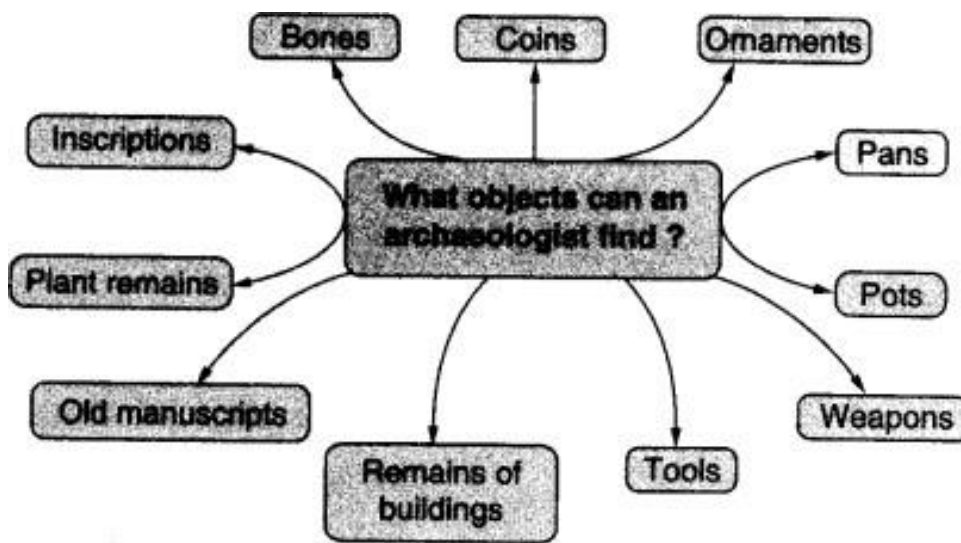 Bones
Coins
Ornaments
Inscriptions
What objects can an
archaeologist find ?
Pans
Plant remains
Pots
Old manuscripts
Weapons
Remains of
buildings
Tools